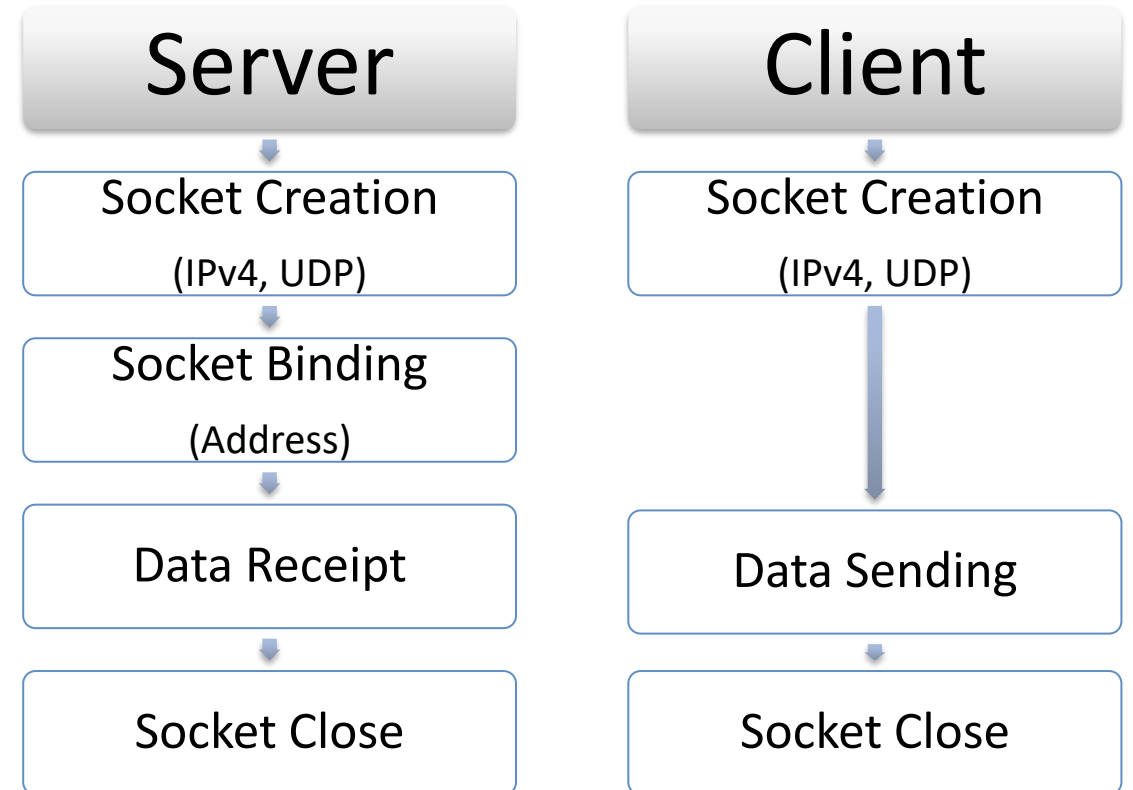 Server
Socket Creation
(IPv4, UDP)
Socket Binding
(Address)
Data Receipt
Socket Close
Client
Socket Creation
(IPv4, UDP)
Data Sending
Socket Close